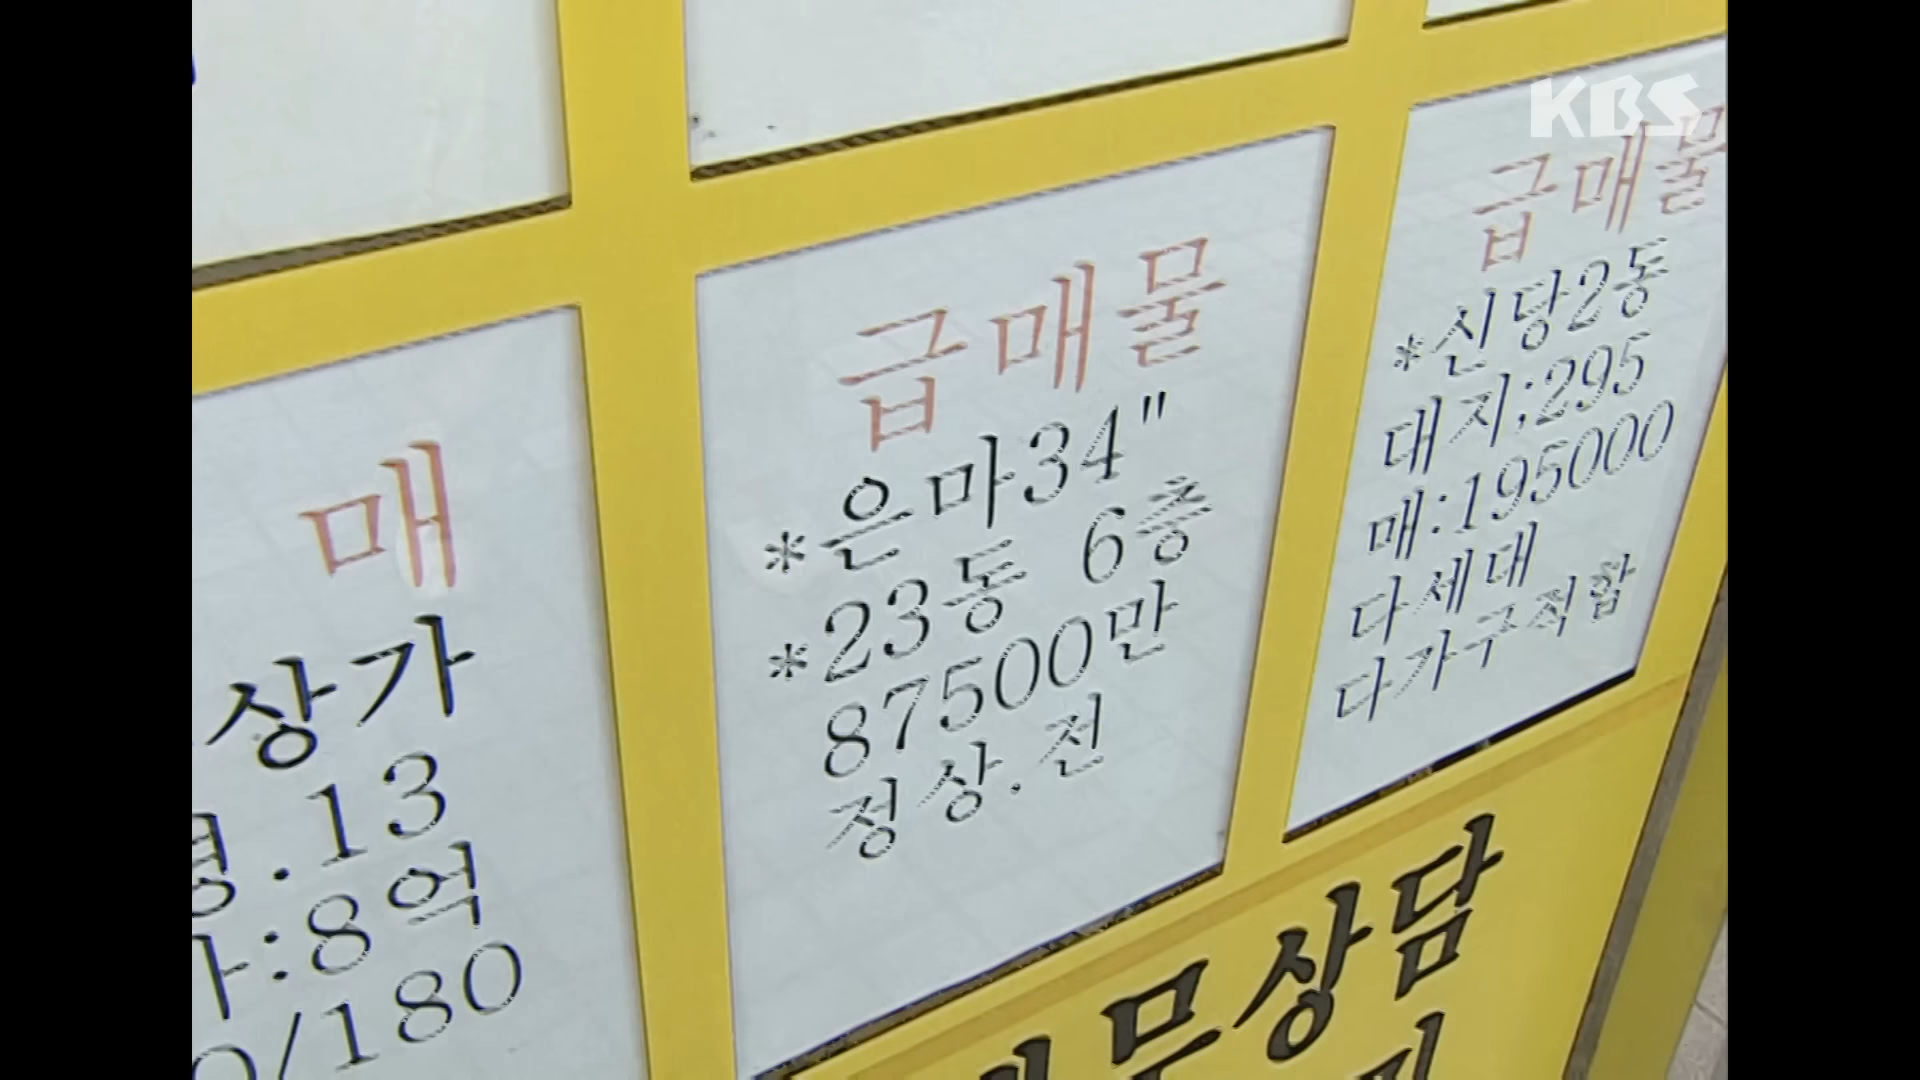 KBS
매
상가
.13
:8억
/180
급매물
*은마34"
*23동 6층
87500만
정상.전
급매물
*신당2동
대지;295
매:195000
다세대
다가구적합
무상담